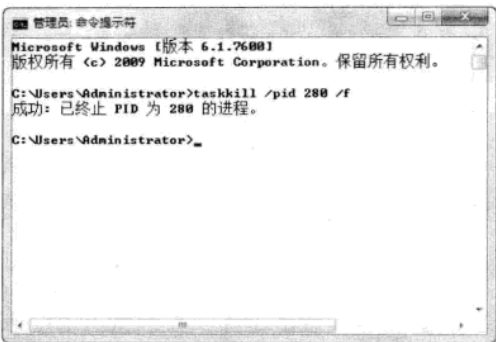 管理员: 命令提示符
Microsoft Windows [版本 6.1.7600]
版权所有 <c> 2009 Microsoft Corporation。保留所有权利。
C:\Users\Administrator>taskkill /pid 280 /f
成功: 已终止 PID 为 280 的进程。
C:\Users\Administrator>_